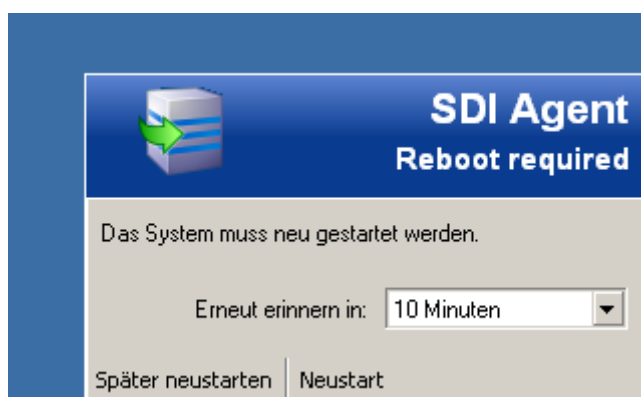 SDI Agent
Reboot required
Das System muss neu gestartet werden.
Erneut erinnern in: 10 Minuten
Später neustarten Neustart